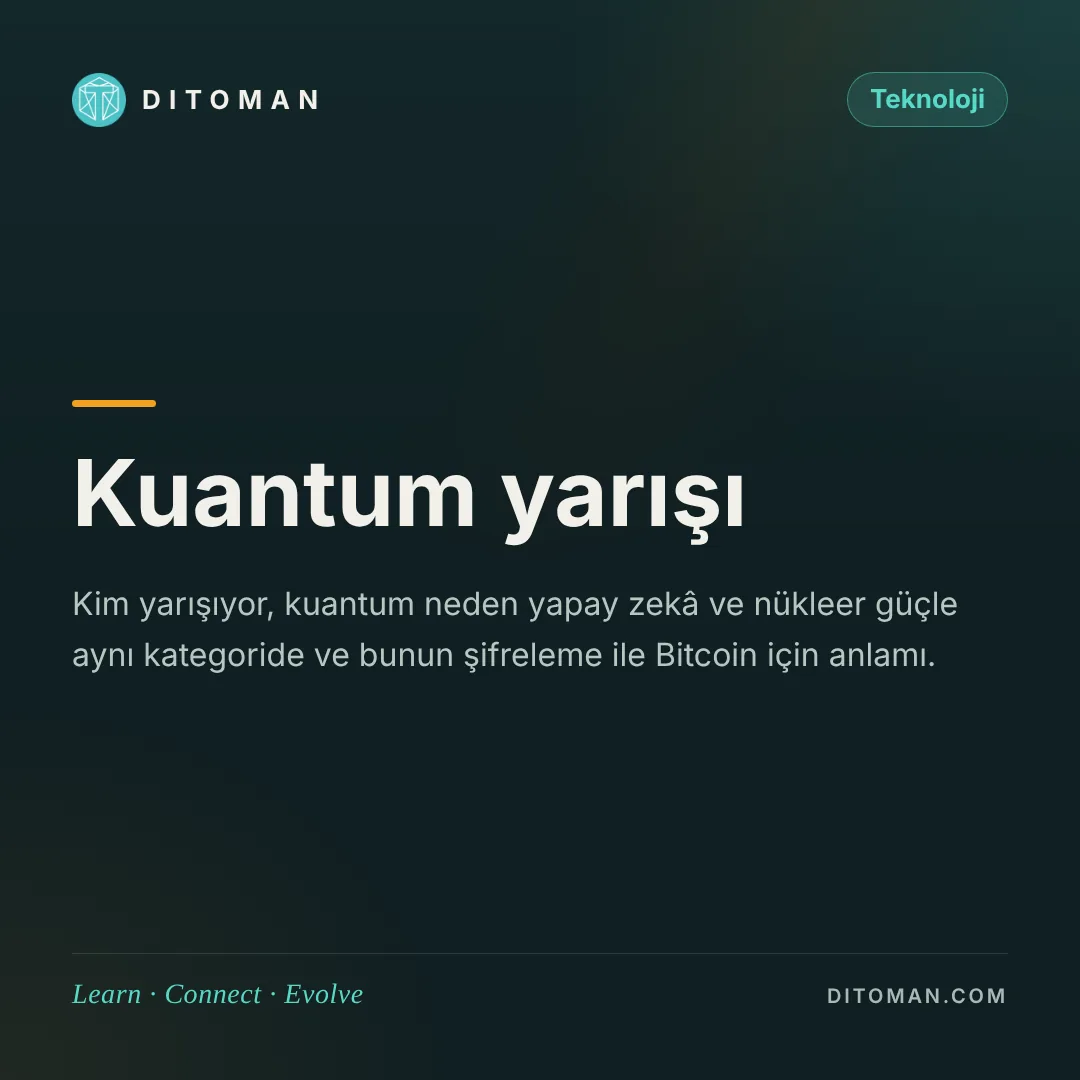 DITOMAN
Teknoloji
Kuantum yarışı
Kim yarışıyor, kuantum neden yapay zekâ ve nükleer güçle
aynı kategoride ve bunun şifreleme ile Bitcoin için anlamı.
Learn · Connect · Evolve
DITOMAN.COM